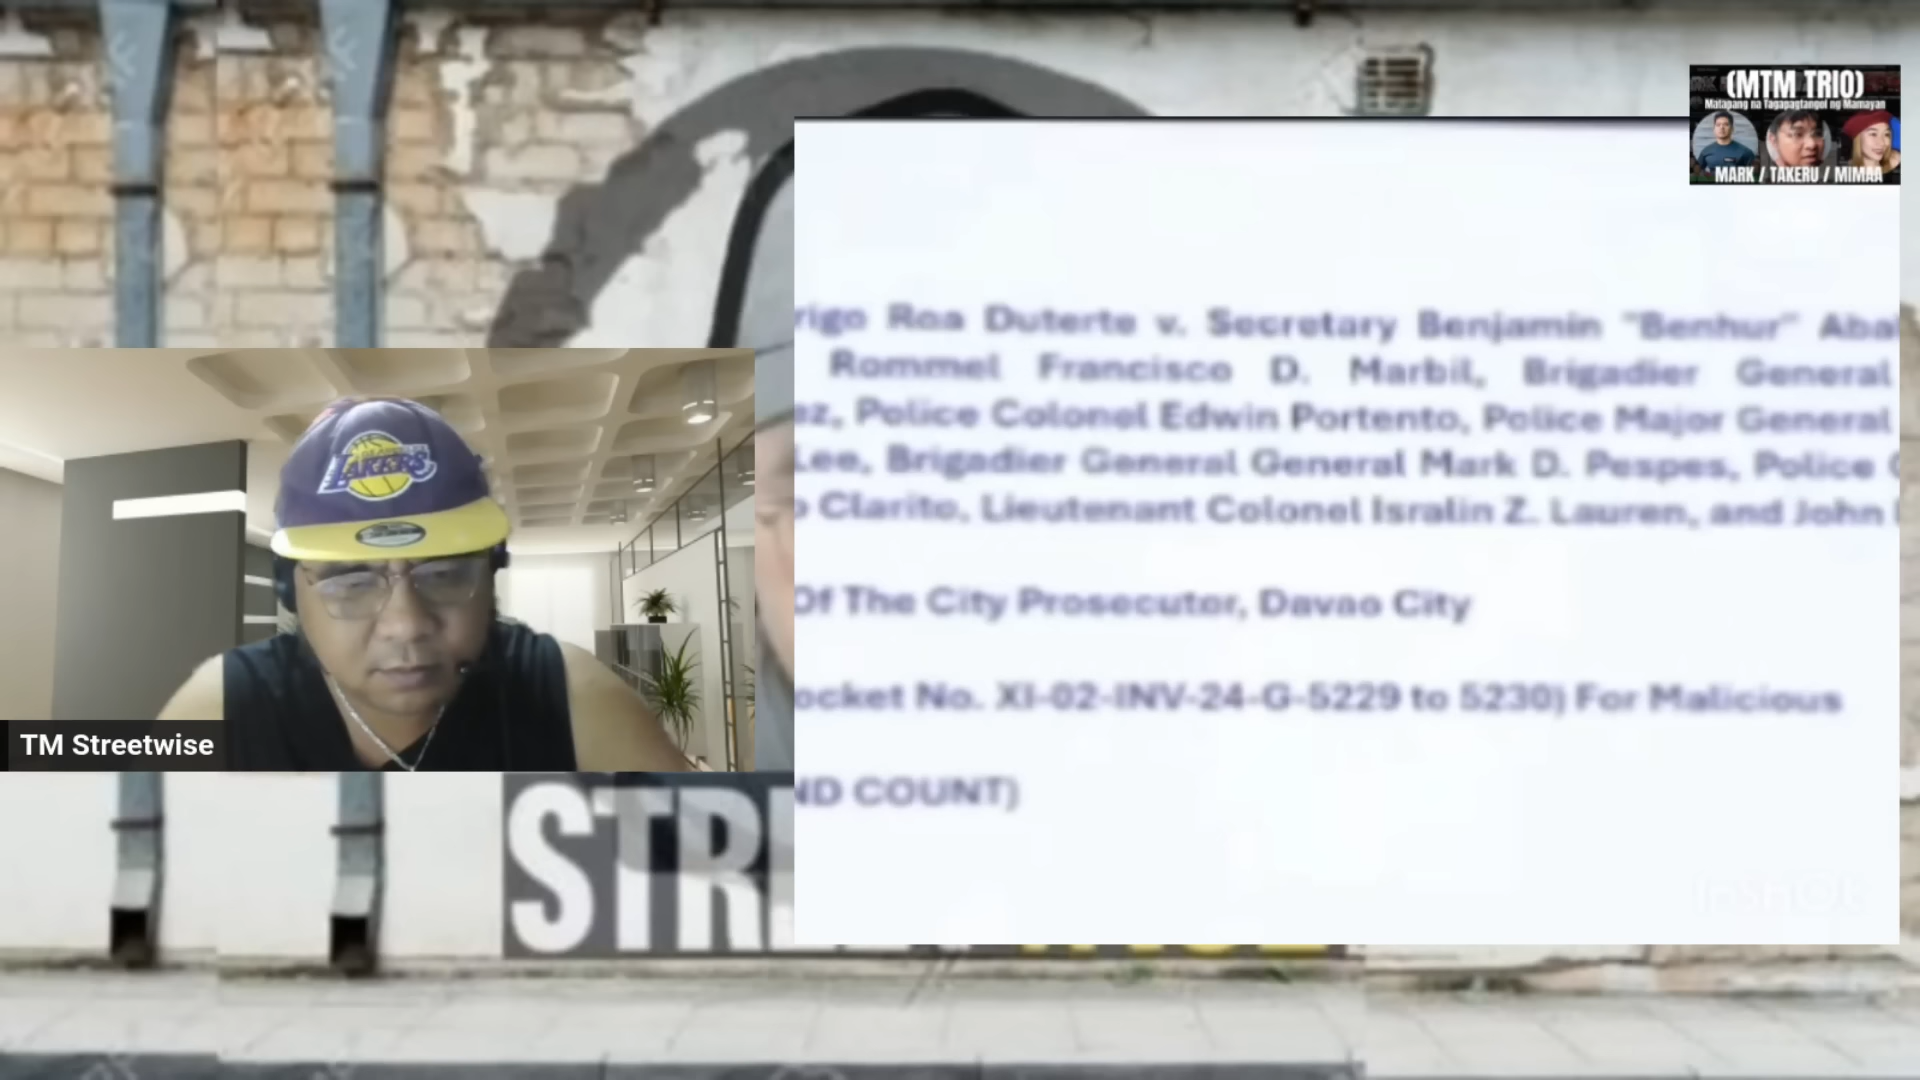 (MTM TRIO)
Matapang na Tagapagtangol ng Mamayan
MARK / TAKERU / MIMAA
rigo Roa Duterte v. Secretary Benjamin "Benhur" Aba
Rommel Francisco D. Marbil, Brigadier General
ez, Police Colonel Edwin Portento, Police Major General
Lee, Brigadier General General Mark D. Pespes, Police
o Clarito, Lieutenant Colonel Isralin Z. Lauren, and John
Of The City Prosecutor, Davao City
ocket No. XI-02-INV-24-G-5229 to 5230) For Malicious
ND COUNT)
LAKERS
TM Streetwise
STR